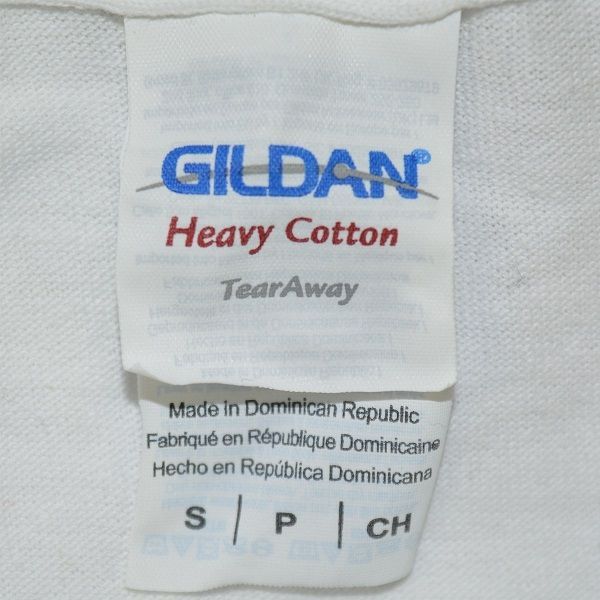 GILDAN®
Heavy Cotton
TearAway
Made in Dominican Republic
Fabriqué en République Dominicaine
Hecho en República Dominicana
S / P / CH